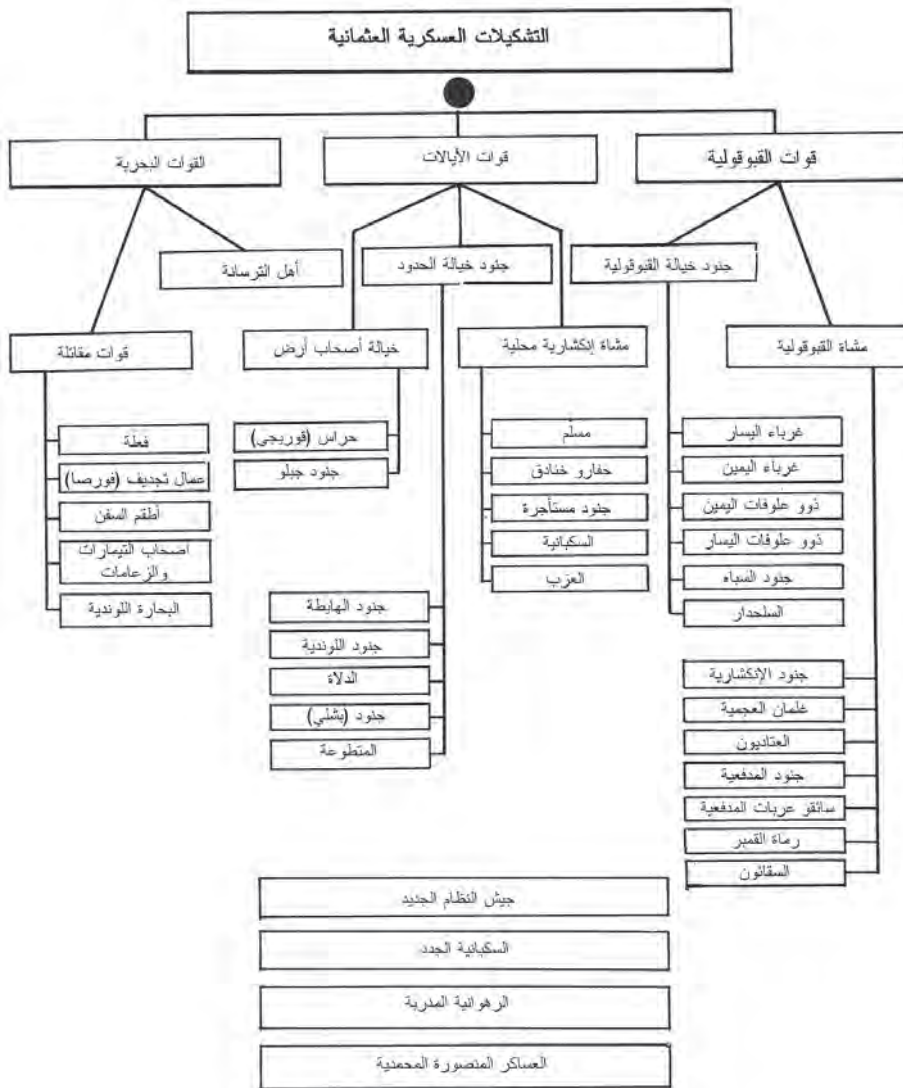 التشكيلات العسكرية العثمانية
قوات القبوقولية
قوات الأيالات
القوات البحرية
جنود خيالة القبوقولية
جنود خيالة الحدود
أهل الترسانة
مشاة القبوقولية
مشاة إنكشارية محلية
خيالة أصحاب أرض
قوات مقاتلة
غرباء اليسار
غرباء اليمين
ذوو علوفات اليمين
ذوو علوفات اليسار
جنود السباه
السلحدار
جنود الإنكشارية
غلمان العجمية
العتاديون
جنود المدفعية
سائقو عربات المدفعية
رماة القمبر
السقائون
مسلم
حفارو خنادق
جنود مستأجرة
السكبانية
العزب
حراس (قوريجي)
جنود جبلو
جنود الهايطة
جنود اللوندية
الدلاة
جنود (بشلي)
المتطوعة
فعلة
عمال تجديف (فورصا)
أطقم السفن
أصحاب التيمارات
والزعامات
البحارة اللوندية
جيش النظام الجديد
السكبانية الجدد
الرهوانية المدربة
العساكر المنصورة المحمدية